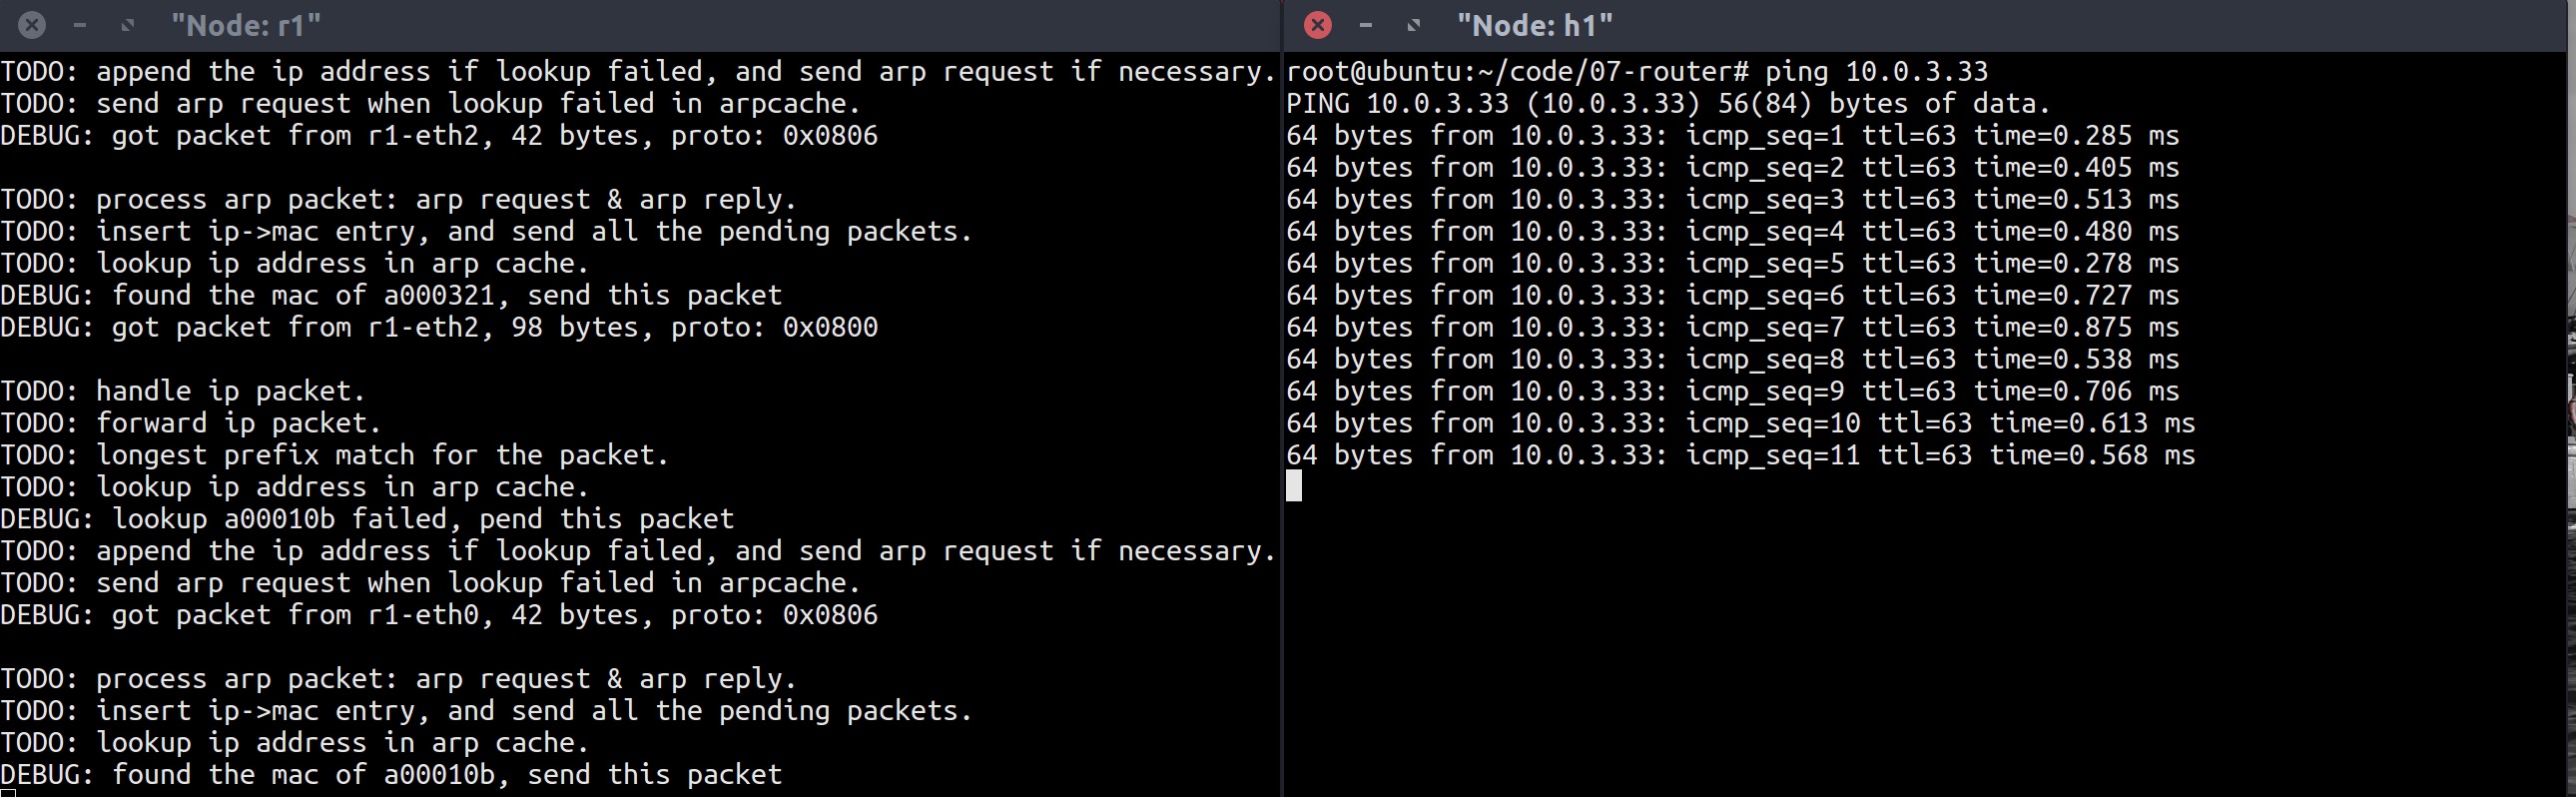 "Node: r1"
TODO: append the ip address if lookup failed, and send arp request if necessary.
TODO: send arp request when lookup failed in arpcache.
DEBUG: got packet from r1-eth2, 42 bytes, proto: 0x0806
TODO: process arp packet: arp request & arp reply.
TODO: insert ip->mac entry, and send all the pending packets.
TODO: lookup ip address in arp cache.
DEBUG: found the mac of a000321, send this packet
DEBUG: got packet from r1-eth2, 98 bytes, proto: 0x0800
TODO: handle ip packet.
TODO: forward ip packet.
TODO: longest prefix match for the packet.
TODO: lookup ip address in arp cache.
DEBUG: lookup a00010b failed, pend this packet
TODO: append the ip address if lookup failed, and send arp request if necessary.
TODO: send arp request when lookup failed in arpcache.
DEBUG: got packet from r1-eth0, 42 bytes, proto: 0x0806
TODO: process arp packet: arp request & arp reply.
TODO: insert ip->mac entry, and send all the pending packets.
TODO: lookup ip address in arp cache.
DEBUG: found the mac of a00010b, send this packet
"Node: h1"
root@ubuntu:~/code/07-router# ping 10.0.3.33
PING 10.0.3.33 (10.0.3.33) 56(84) bytes of data.
64 bytes from 10.0.3.33: icmp_seq=1 ttl=63 time=0.285 ms
64 bytes from 10.0.3.33: icmp_seq=2 ttl=63 time=0.405 ms
64 bytes from 10.0.3.33: icmp_seq=3 ttl=63 time=0.513 ms
64 bytes from 10.0.3.33: icmp_seq=4 ttl=63 time=0.480 ms
64 bytes from 10.0.3.33: icmp_seq=5 ttl=63 time=0.278 ms
64 bytes from 10.0.3.33: icmp_seq=6 ttl=63 time=0.727 ms
64 bytes from 10.0.3.33: icmp_seq=7 ttl=63 time=0.875 ms
64 bytes from 10.0.3.33: icmp_seq=8 ttl=63 time=0.538 ms
64 bytes from 10.0.3.33: icmp_seq=9 ttl=63 time=0.706 ms
64 bytes from 10.0.3.33: icmp_seq=10 ttl=63 time=0.613 ms
64 bytes from 10.0.3.33: icmp_seq=11 ttl=63 time=0.568 ms